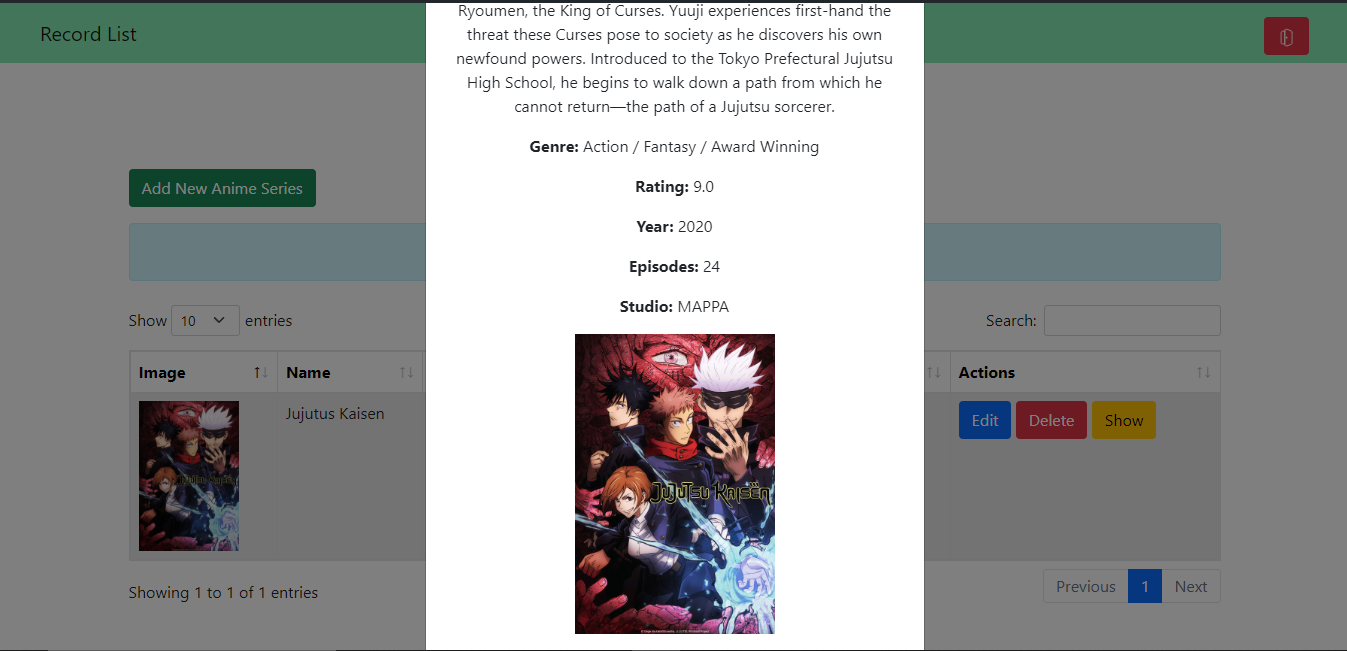 Record List
Ryoumen, the King of Curses. Yuuji experiences first-hand the
threat these Curses pose to society as he discovers his own
newfound powers. Introduced to the Tokyo Prefectural Jujutsu
High School, he begins to walk down a path from which he
cannot return—the path of a Jujutsu sorcerer.
Genre: Action / Fantasy / Award Winning
Rating: 9.0
Year: 2020
Episodes: 24
Studio: MAPPA
JUJUTSU KAISEN
Add New Anime Series
Show 10 entries
Search:
Image Name Actions
JUJUTSU KAISEN
Jujutus Kaisen
Edit Delete Show
Showing 1 to 1 of 1 entries
Previous 1 Next